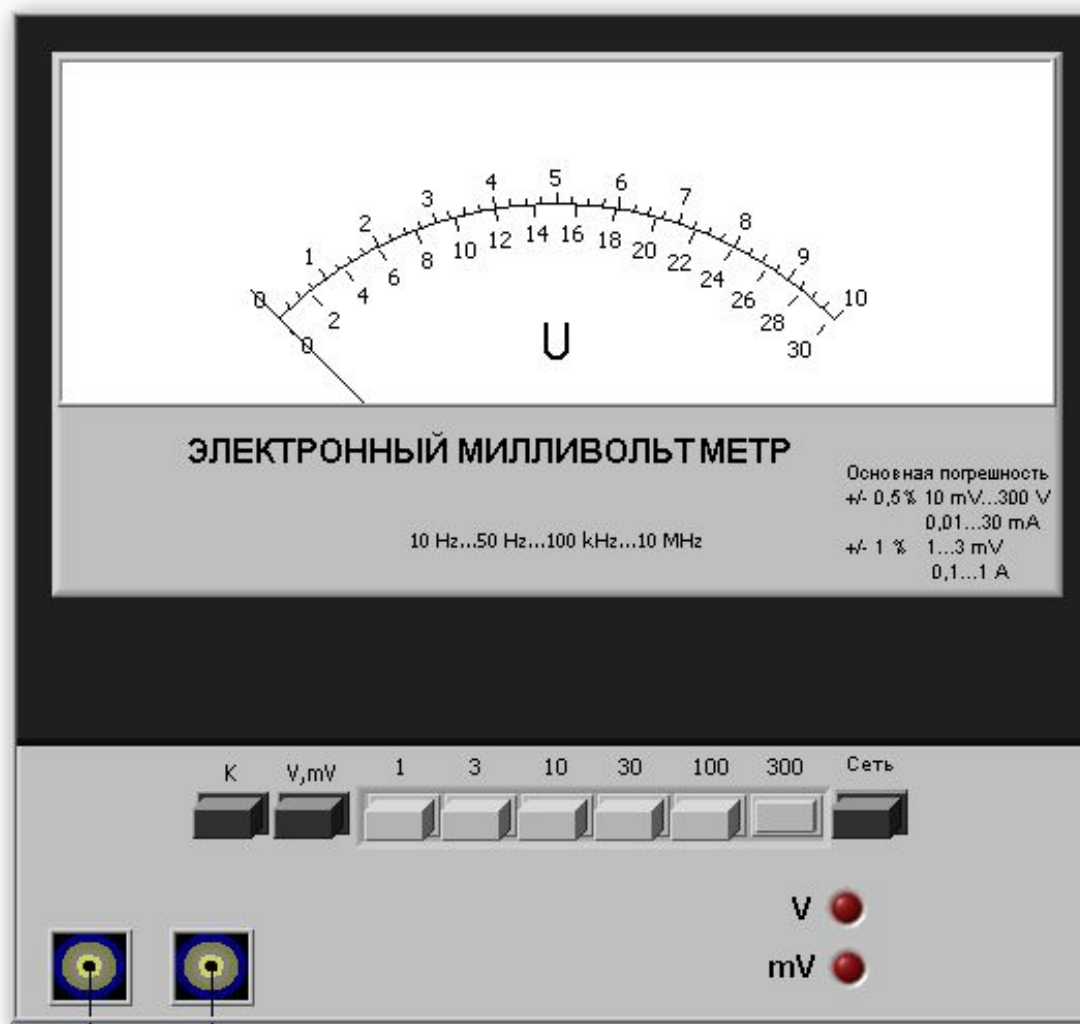 0 1 2 3 4 5 6 7 8 9 10
0 2 4 6 8 10 12 14 16 18 20 22 24 26 28 30
U
ЭЛЕКТРОННЫЙ МИЛЛИВОЛЬТМЕТР
Основная погрешность
+/- 0,5 % 10 mV...300 V
0,01...30 mA
+/- 1 % 1...3 mV
0,1...1 A
10 Hz...50 Hz...100 kHz...10 MHz
К V,mV 1 3 10 30 100 300 Сеть
V
mV